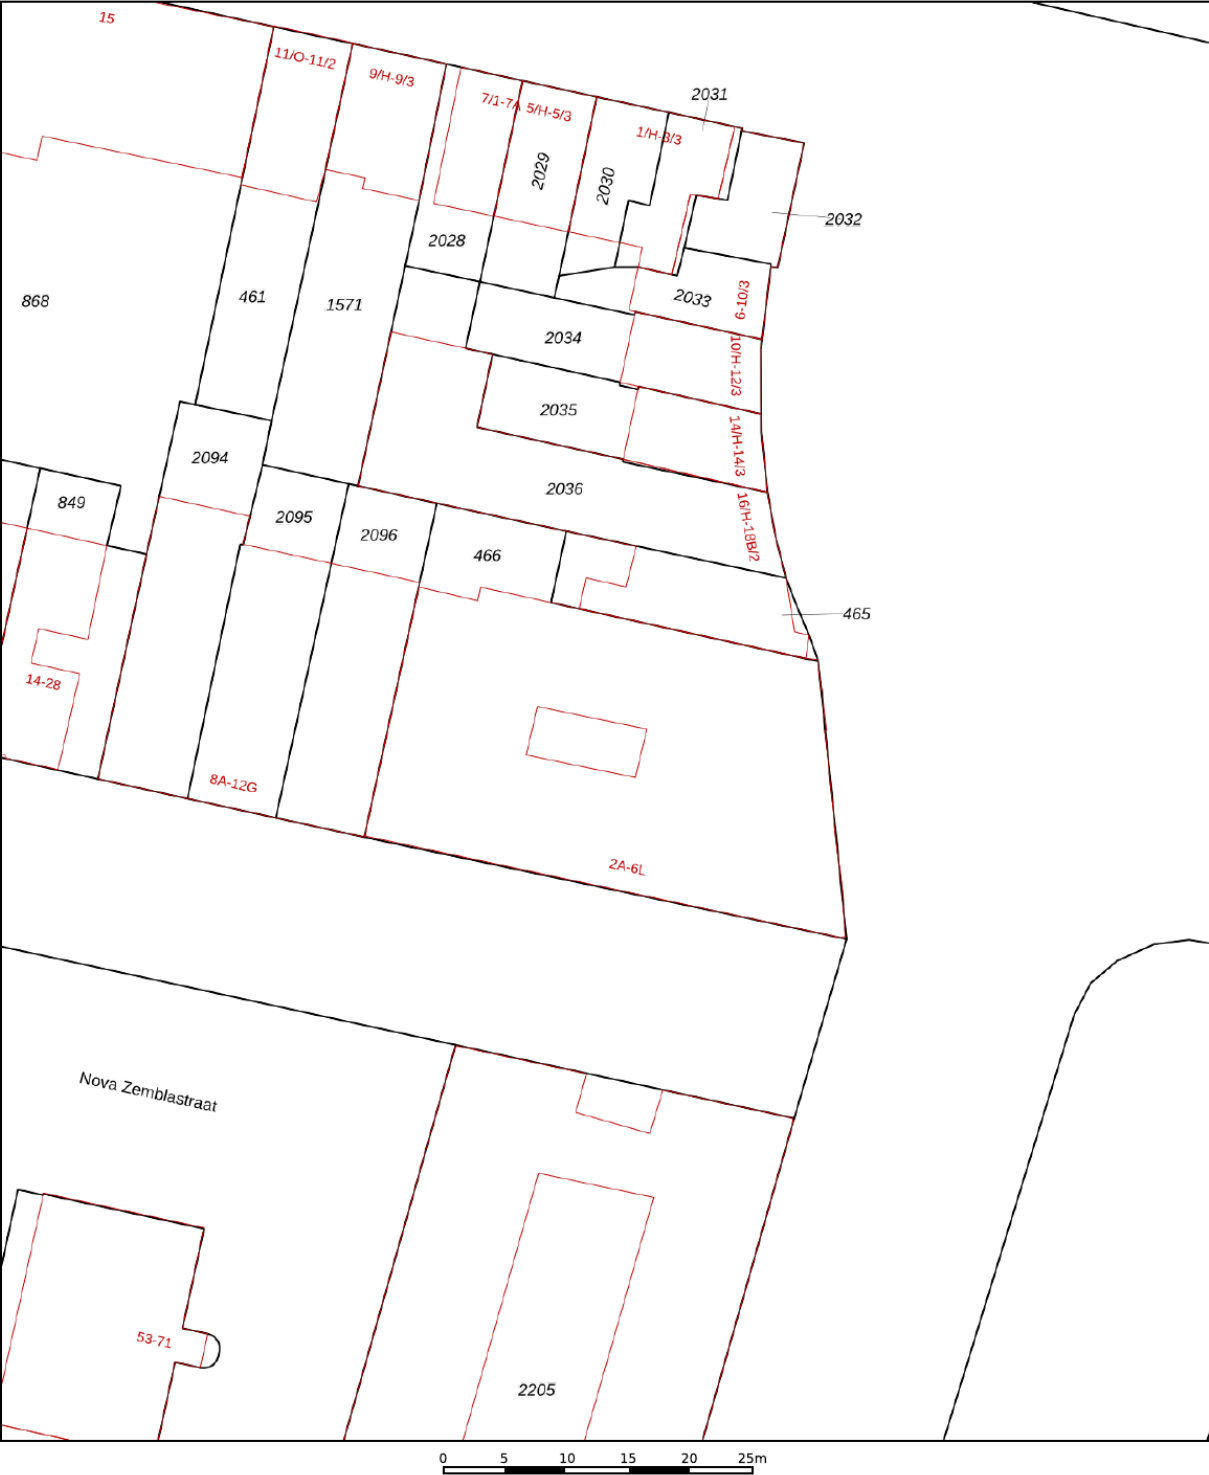 15
11/O-11/2
9/H-9/3
7/1-7A
5/H-5/3
2031
1/H-3/3
2029
2030
2032
2028
868
461
1571
2033
6-10/3
2034
10/H-12/3
2035
14/H-14/3
2094
2036
849
2095
2096
16/H-18B/2
466
465
14-28
8A-12G
2A-6L
Nova Zemblastraat
53-71
2205
0 5 10 15 20 25m